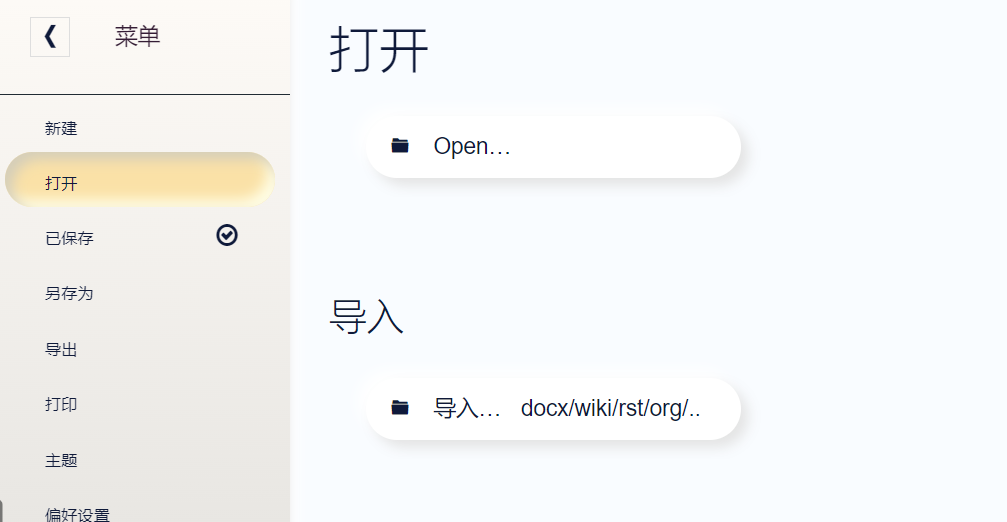 菜单
新建
打开
已保存
另存为
导出
打印
主题
偏好设置
打开
Open…
导入
导入… docx/wiki/rst/org/..